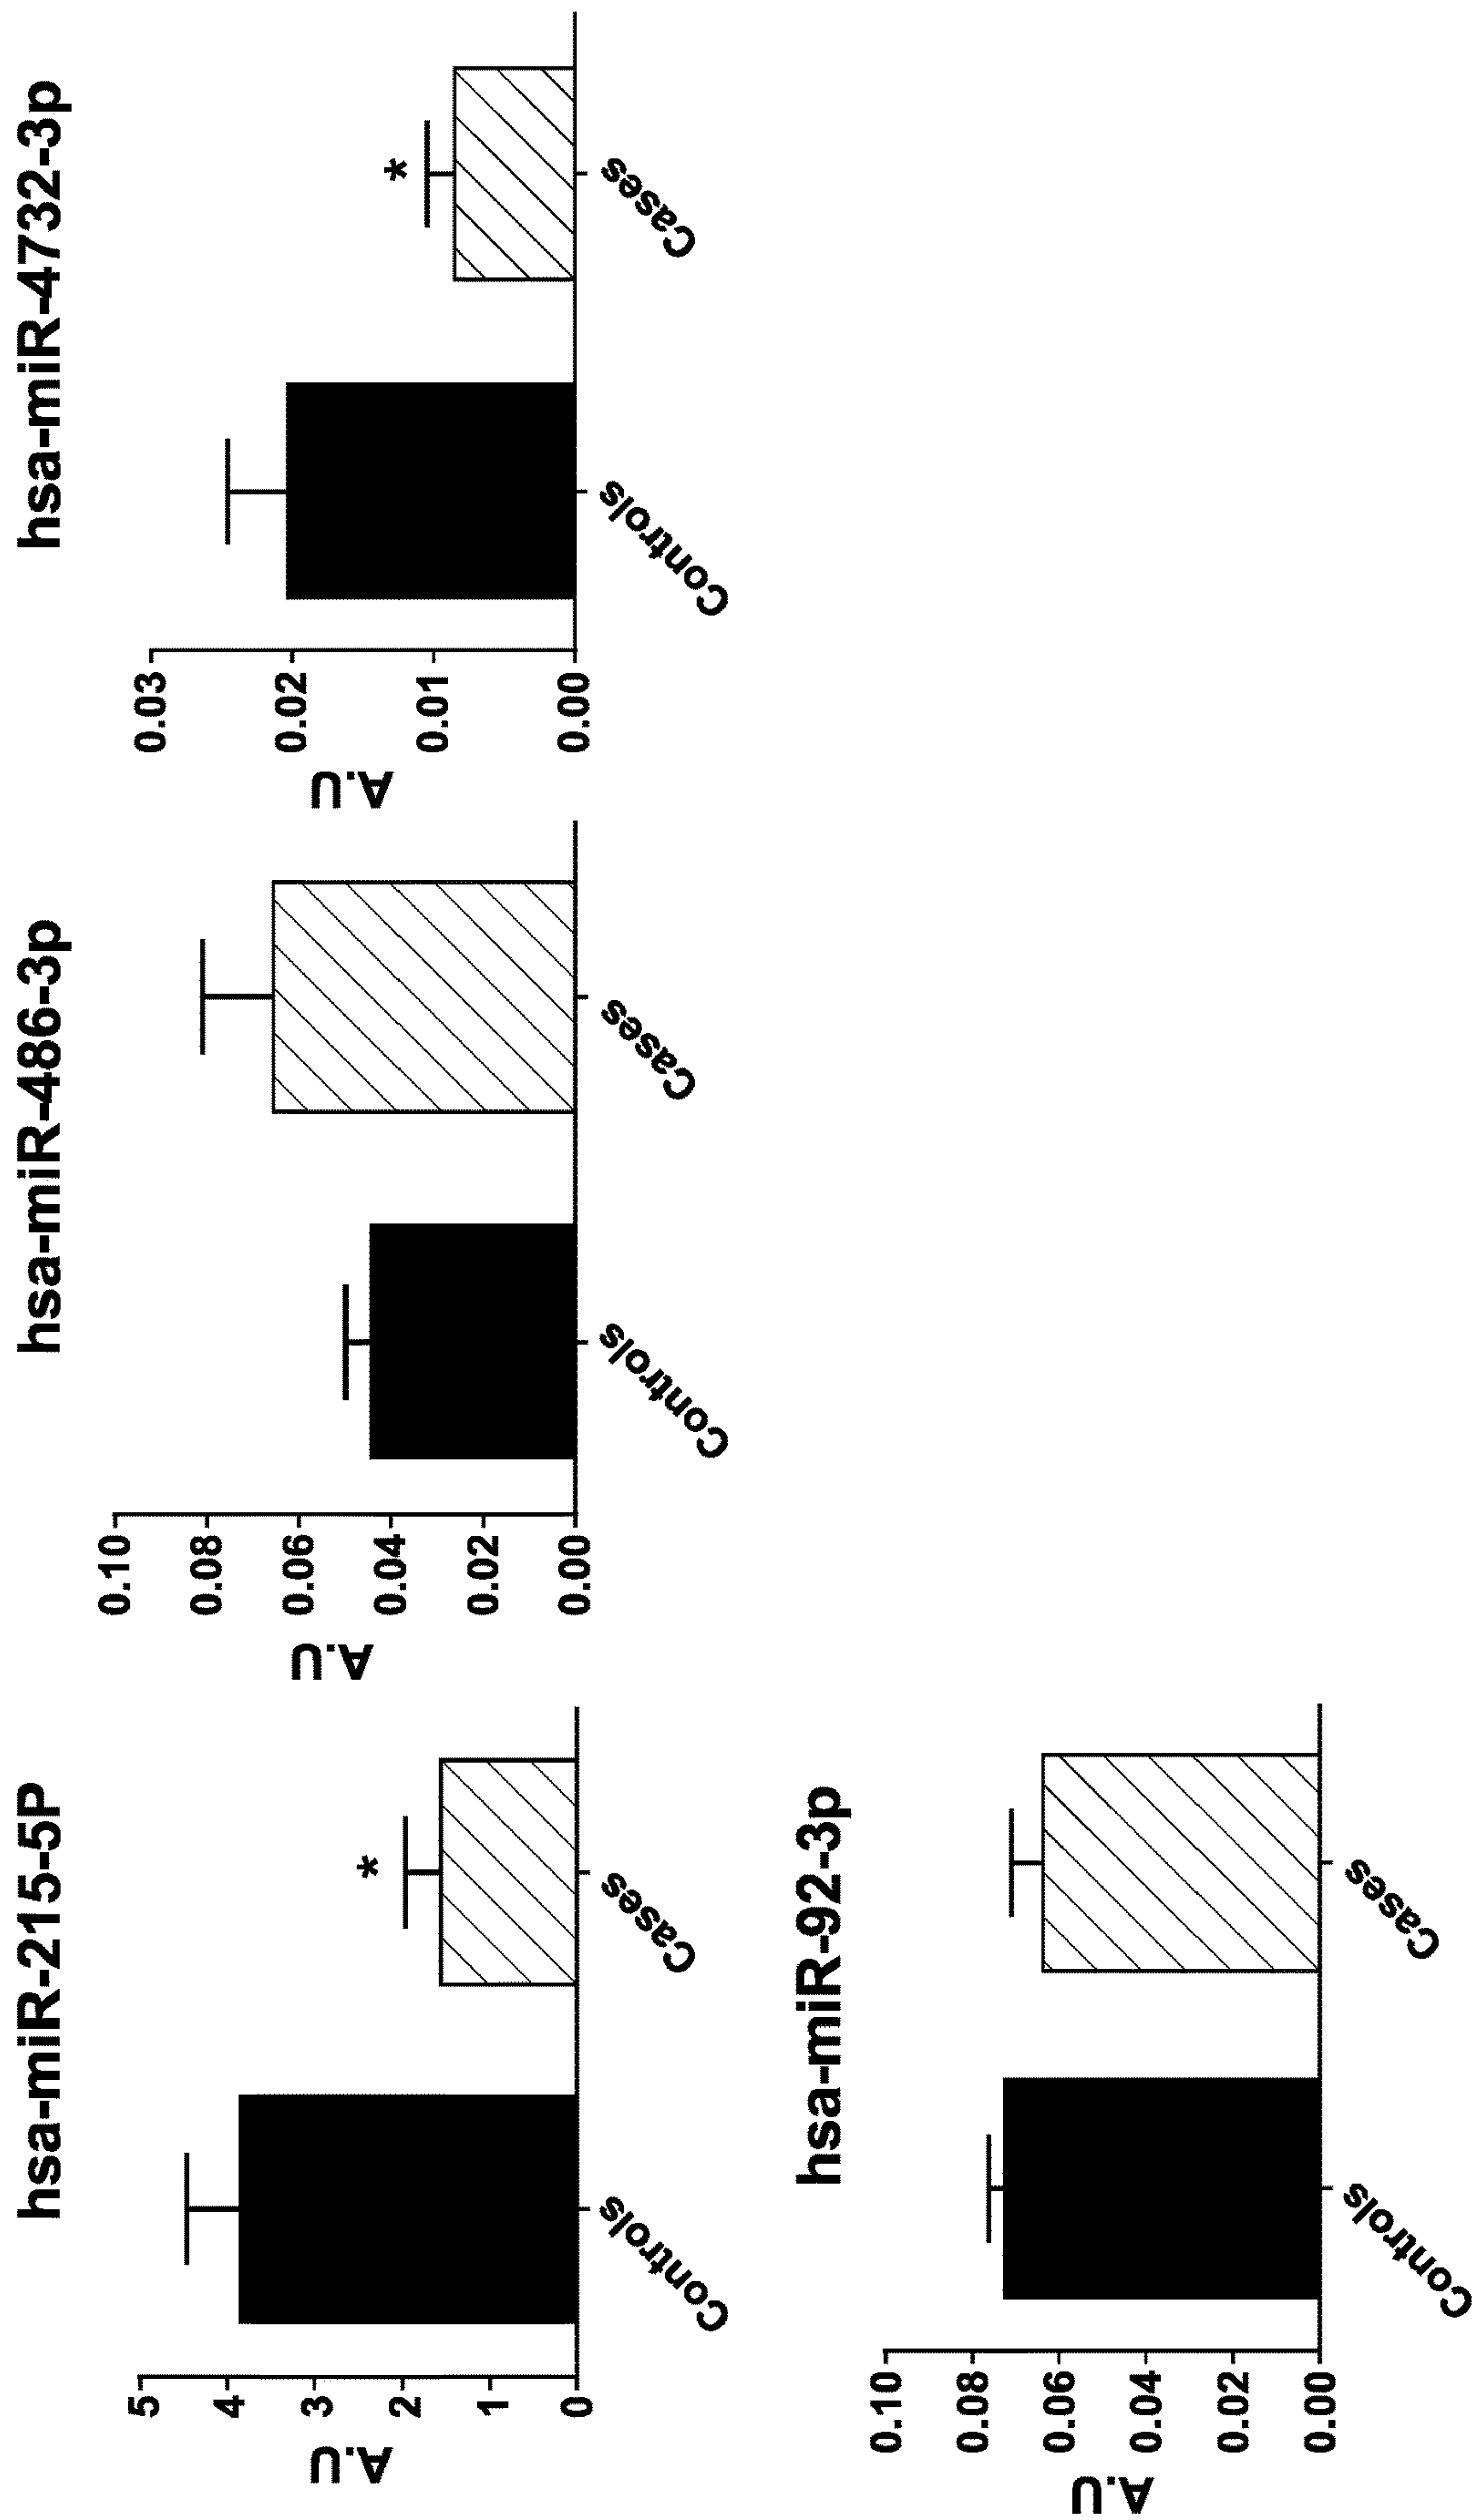 hsa-miR-215-5P
A.U
5
4
3
2
1
0
*
Controls
Cases
hsa-miR-486-3p
A.U
0.10
0.08
0.06
0.04
0.02
0.00
Controls
Cases
hsa-miR-4732-3p
A.U
0.03
0.02
0.01
0.00
*
Controls
Cases
hsa-miR-92-3p
A.U
0.10
0.08
0.06
0.04
0.02
0.00
Controls
Cases